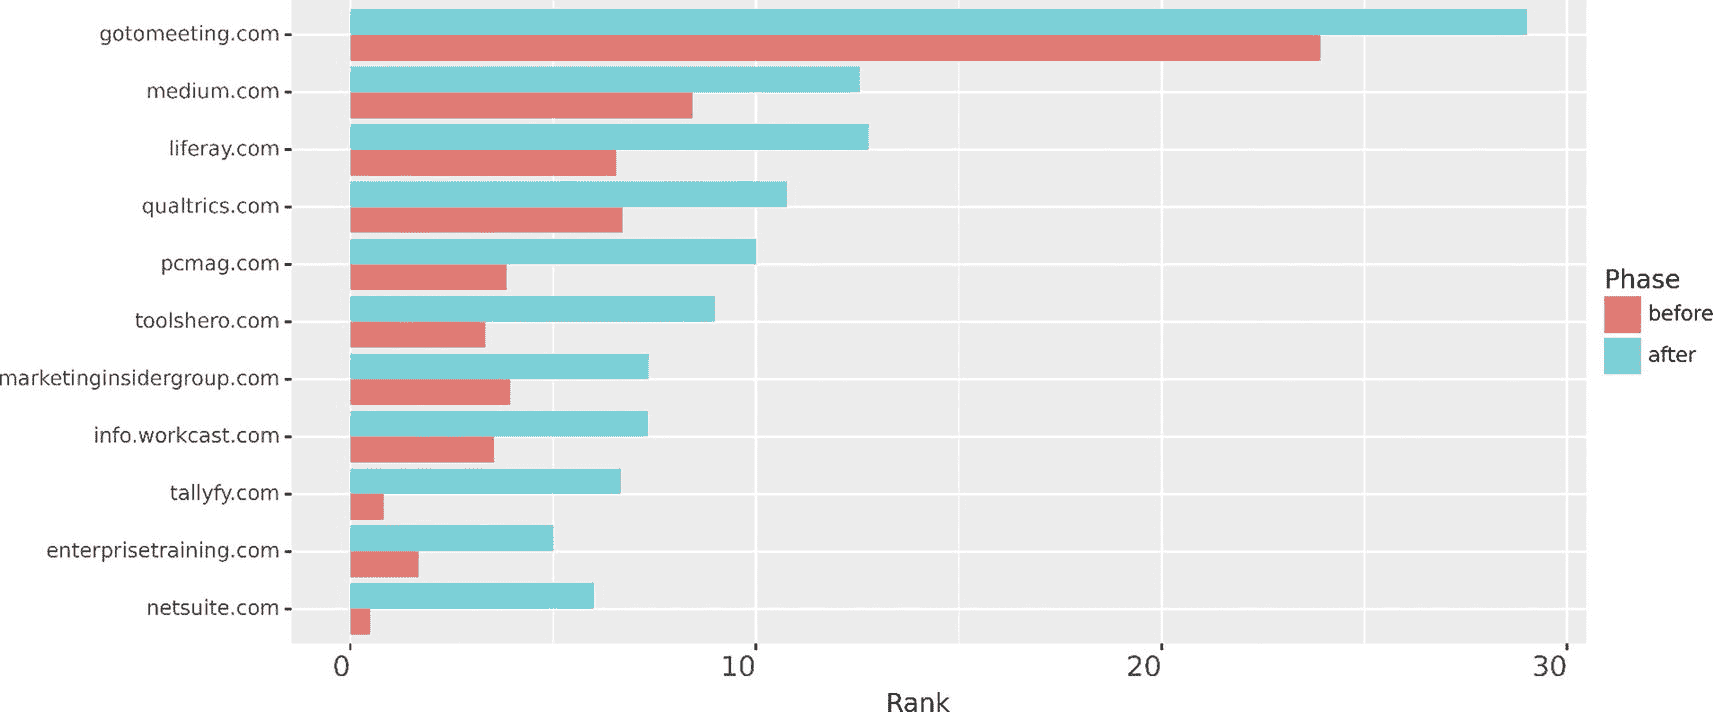 gotomeeting.com
medium.com
liferay.com
qualtrics.com
pcmag.com
toolshero.com
marketinginsidergroup.com
info.workcast.com
tallyfy.com
enterprisetraining.com
netsuite.com
0 10 20 30
Rank
Phase
before
after